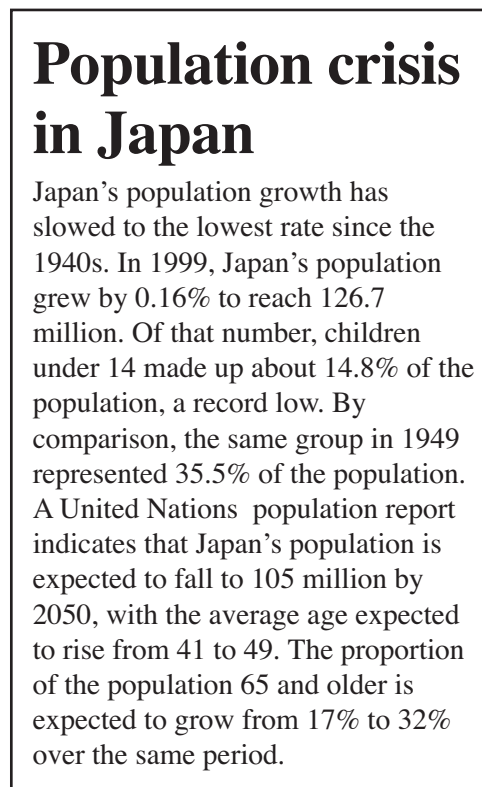 Population crisis
in Japan
Japan’s population growth has
slowed to the lowest rate since the
1940s. In 1999, Japan’s population
grew by 0.16% to reach 126.7
million. Of that number, children
under 14 made up about 14.8% of the
population, a record low. By
comparison, the same group in 1949
represented 35.5% of the population.
A United Nations  population report
indicates that Japan’s population is
expected to fall to 105 million by
2050, with the average age expected
to rise from 41 to 49. The proportion
of the population 65 and older is
expected to grow from 17% to 32%
over the same period.